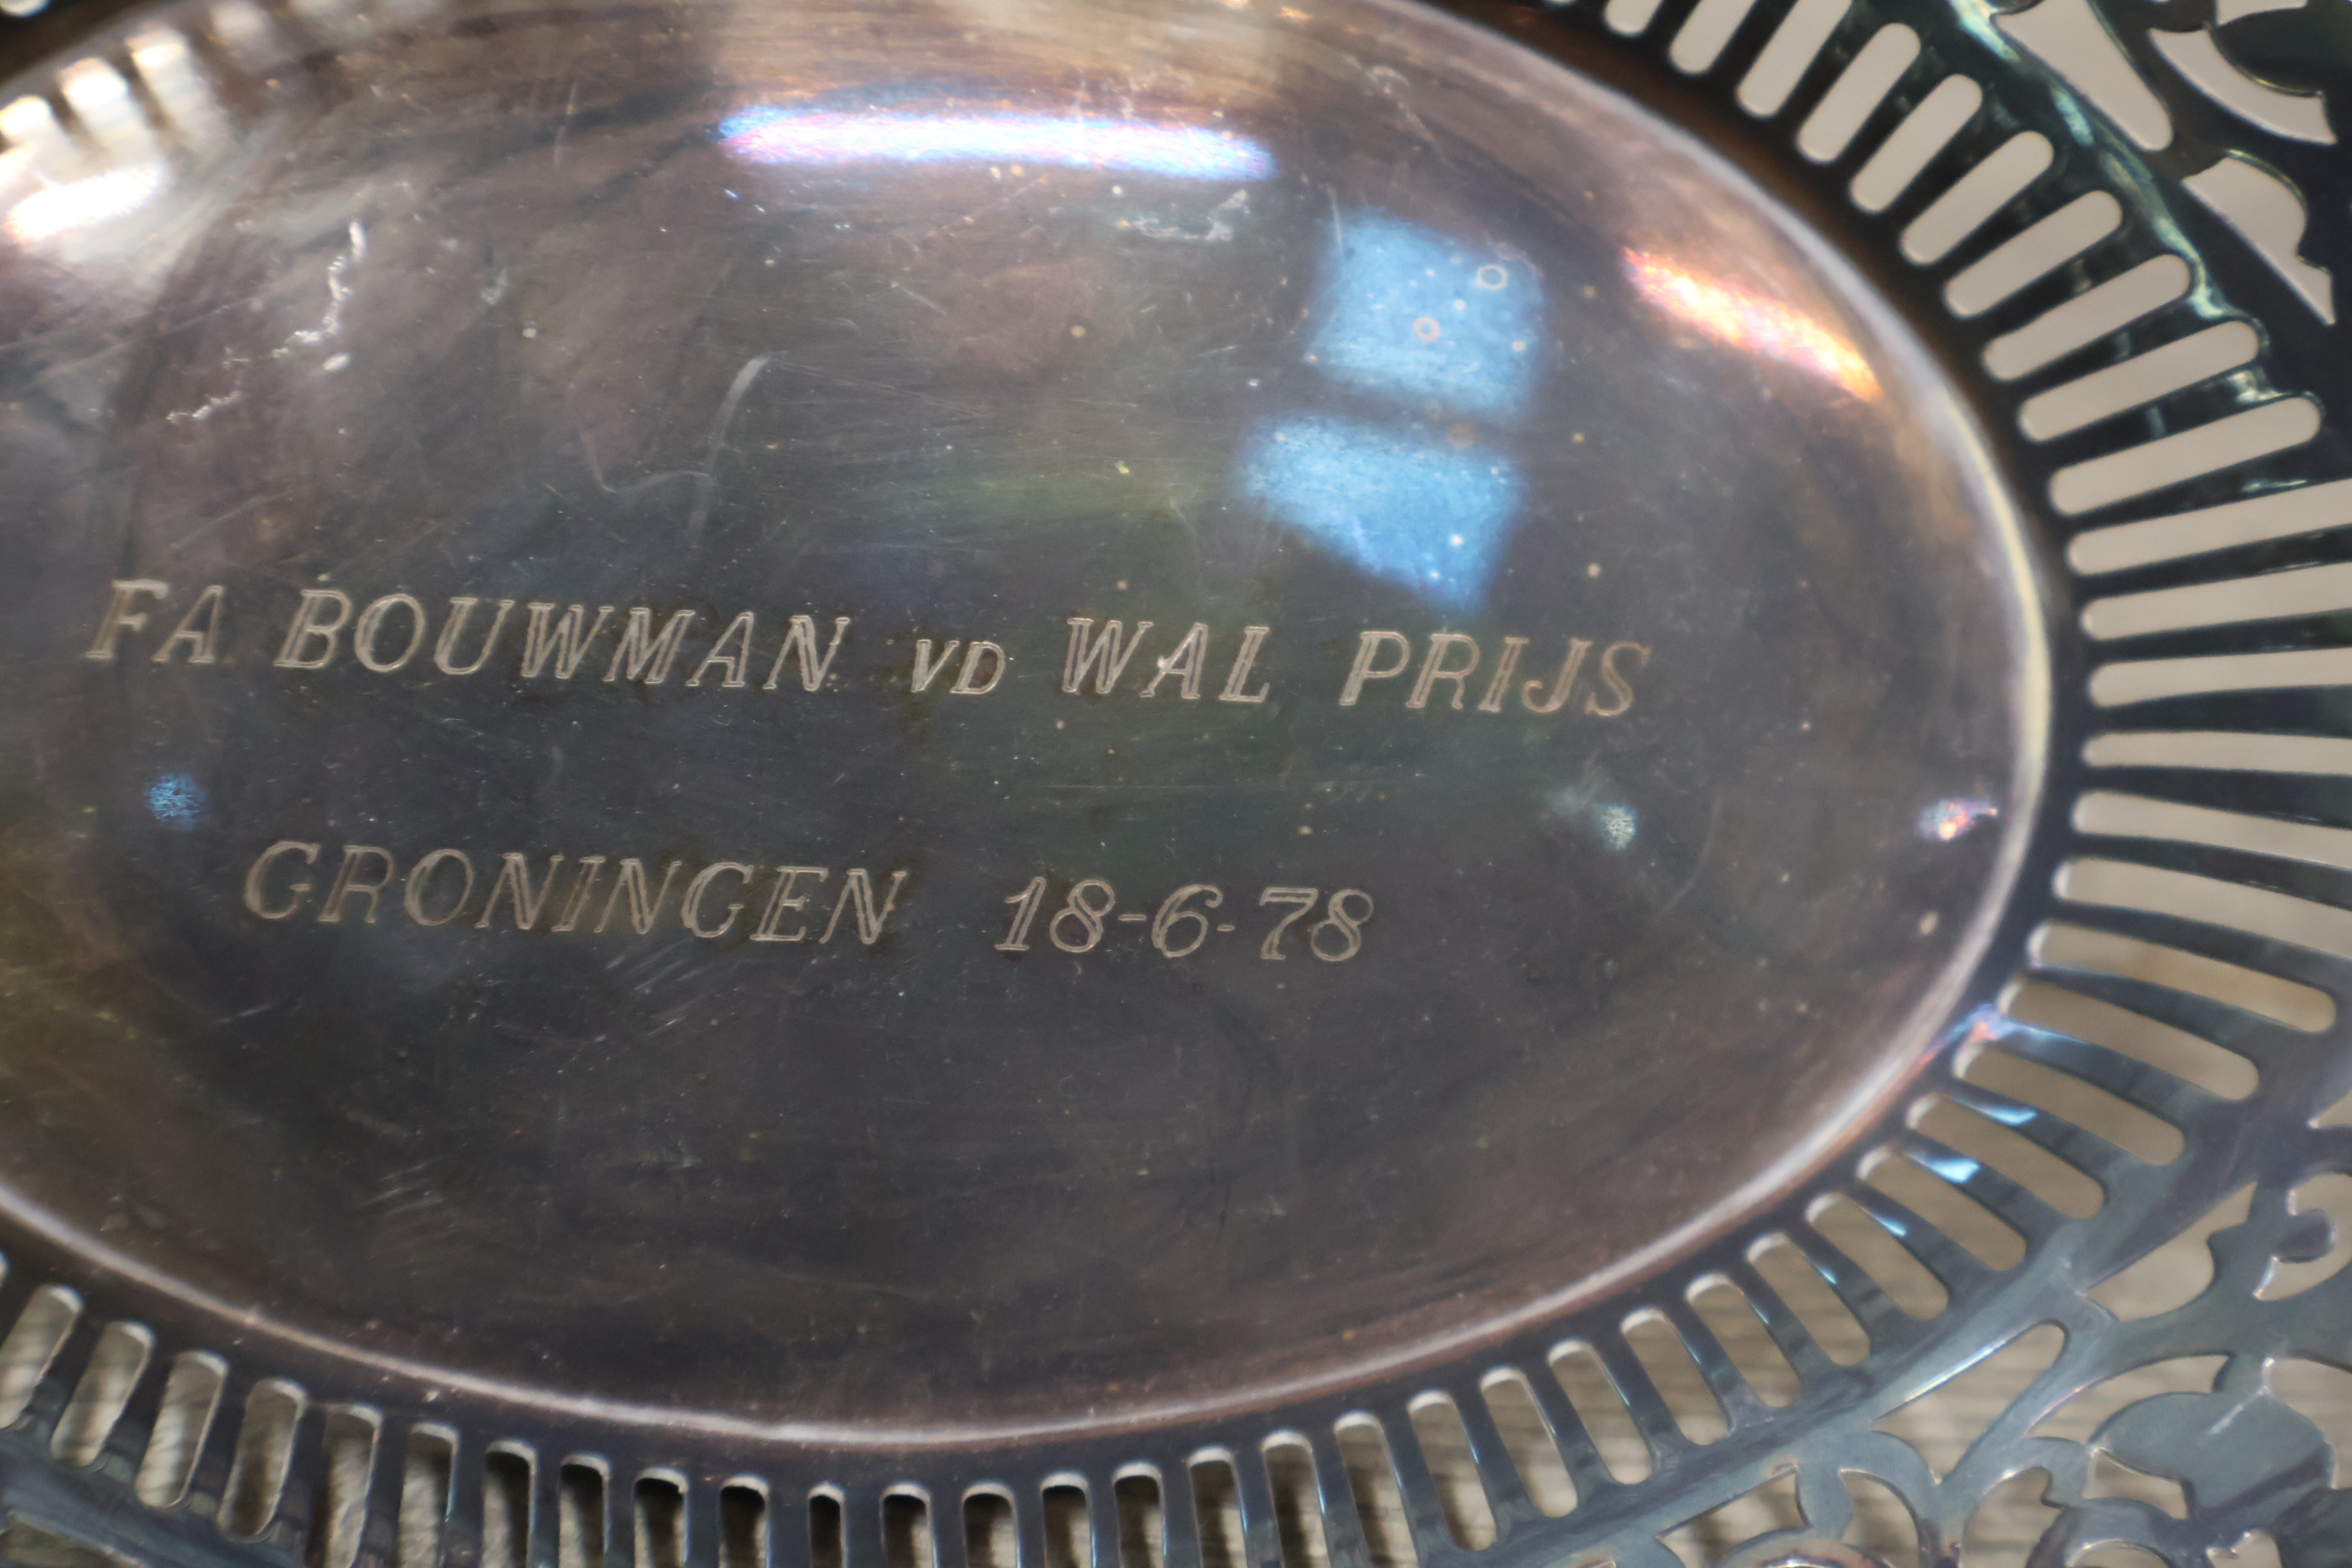 FA BOUWMAN VD WAL PRIJS
GRONINGEN 18-6-78